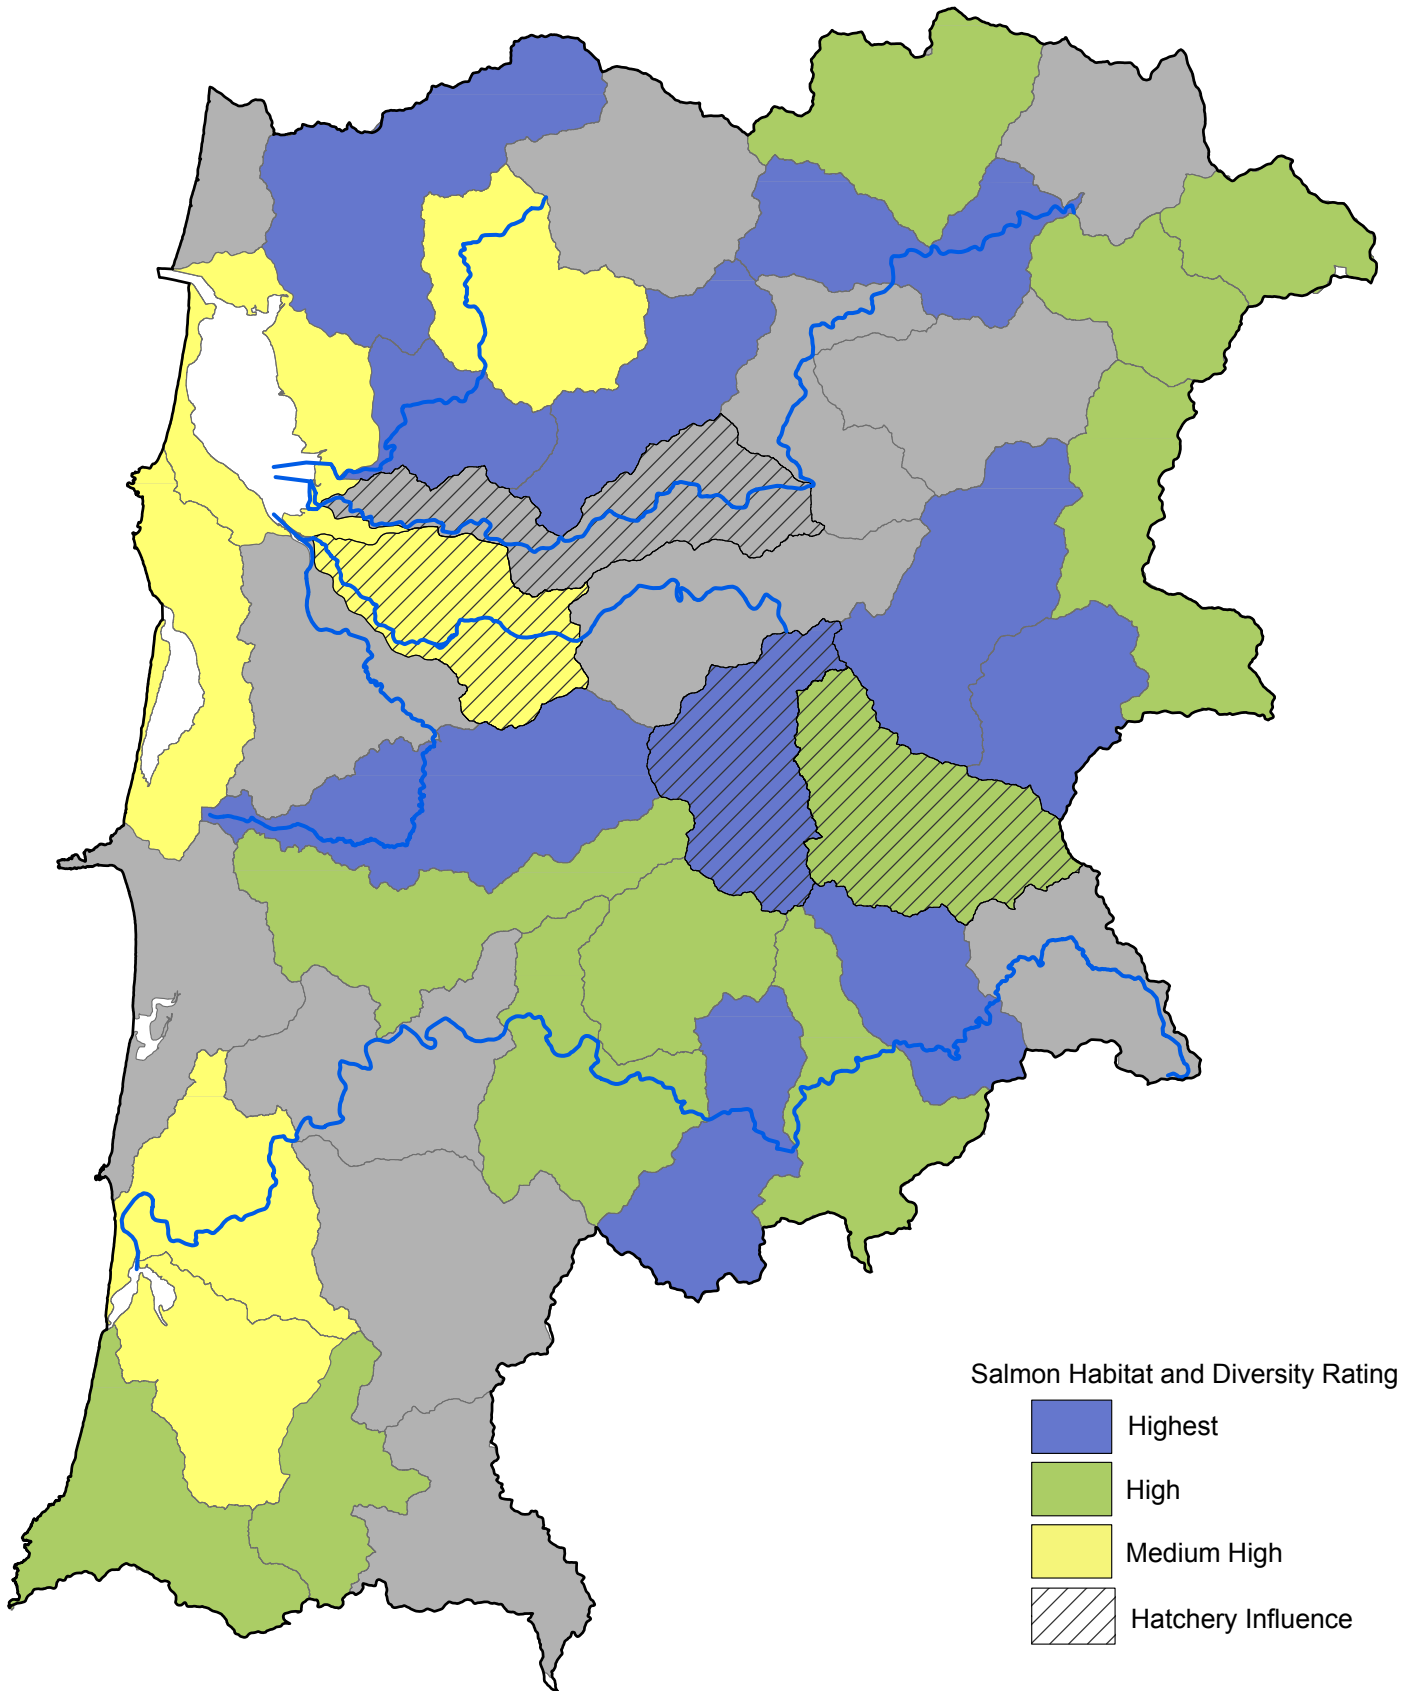 Salmon Habitat and Diversity Rating
Highest
High
Medium High
Hatchery Influence